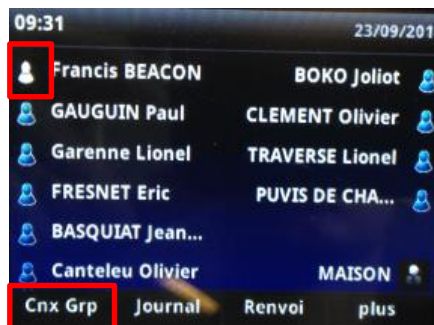 09:31 23/09/201
Francis BEACON BOKO Joliot
GAUGUIN Paul CLEMENT Olivier
Garenne Lionel TRAVERSE Lionel
FRESNET Eric PUVIS DE CHA...
BASQUIAT Jean...
Canteleu Olivier MAISON
Cnx Grp Journal Renvoi plus